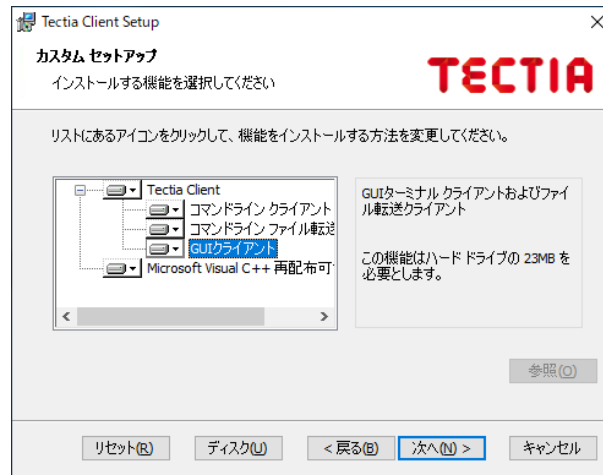 Tectia Client Setup
カスタム セットアップ
インストールする機能を選択してください
TECTIA
リストにあるアイコンをクリックして、機能をインストールする方法を変更してください。
Tectia Client
コマンドライン クライアント
コマンドライン ファイル転送
GUIクライアント
Microsoft Visual C++ 再配布可
GUIターミナル クライアントおよびファイ
ル転送クライアント
この機能はハード ドライブの 23MB を
必要とします。
参照(O)
リセット(R)
ディスク(U)
< 戻る(B)
次へ(N) >
キャンセル